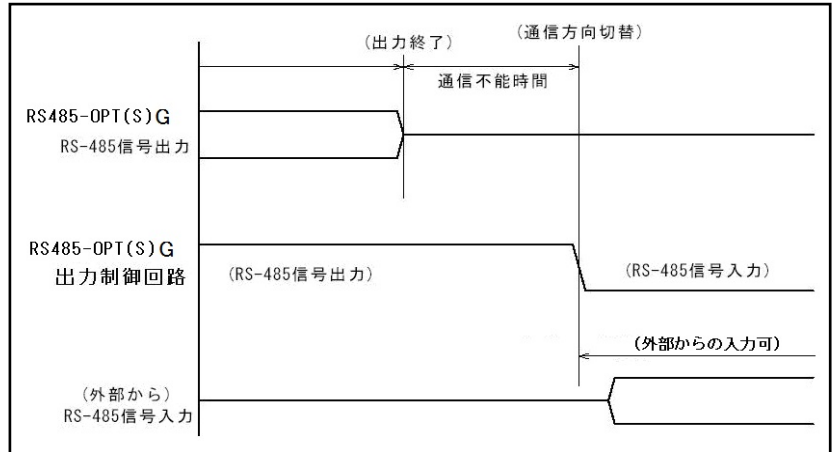 (出力終了)
(通信方向切替)
通信不能時間
RS485-OPT(S)G
RS-485信号出力
RS485-OPT(S)G
出力制御回路
(RS-485信号出力)
(RS-485信号入力)
(外部からの入力可)
(外部から)
RS-485信号入力